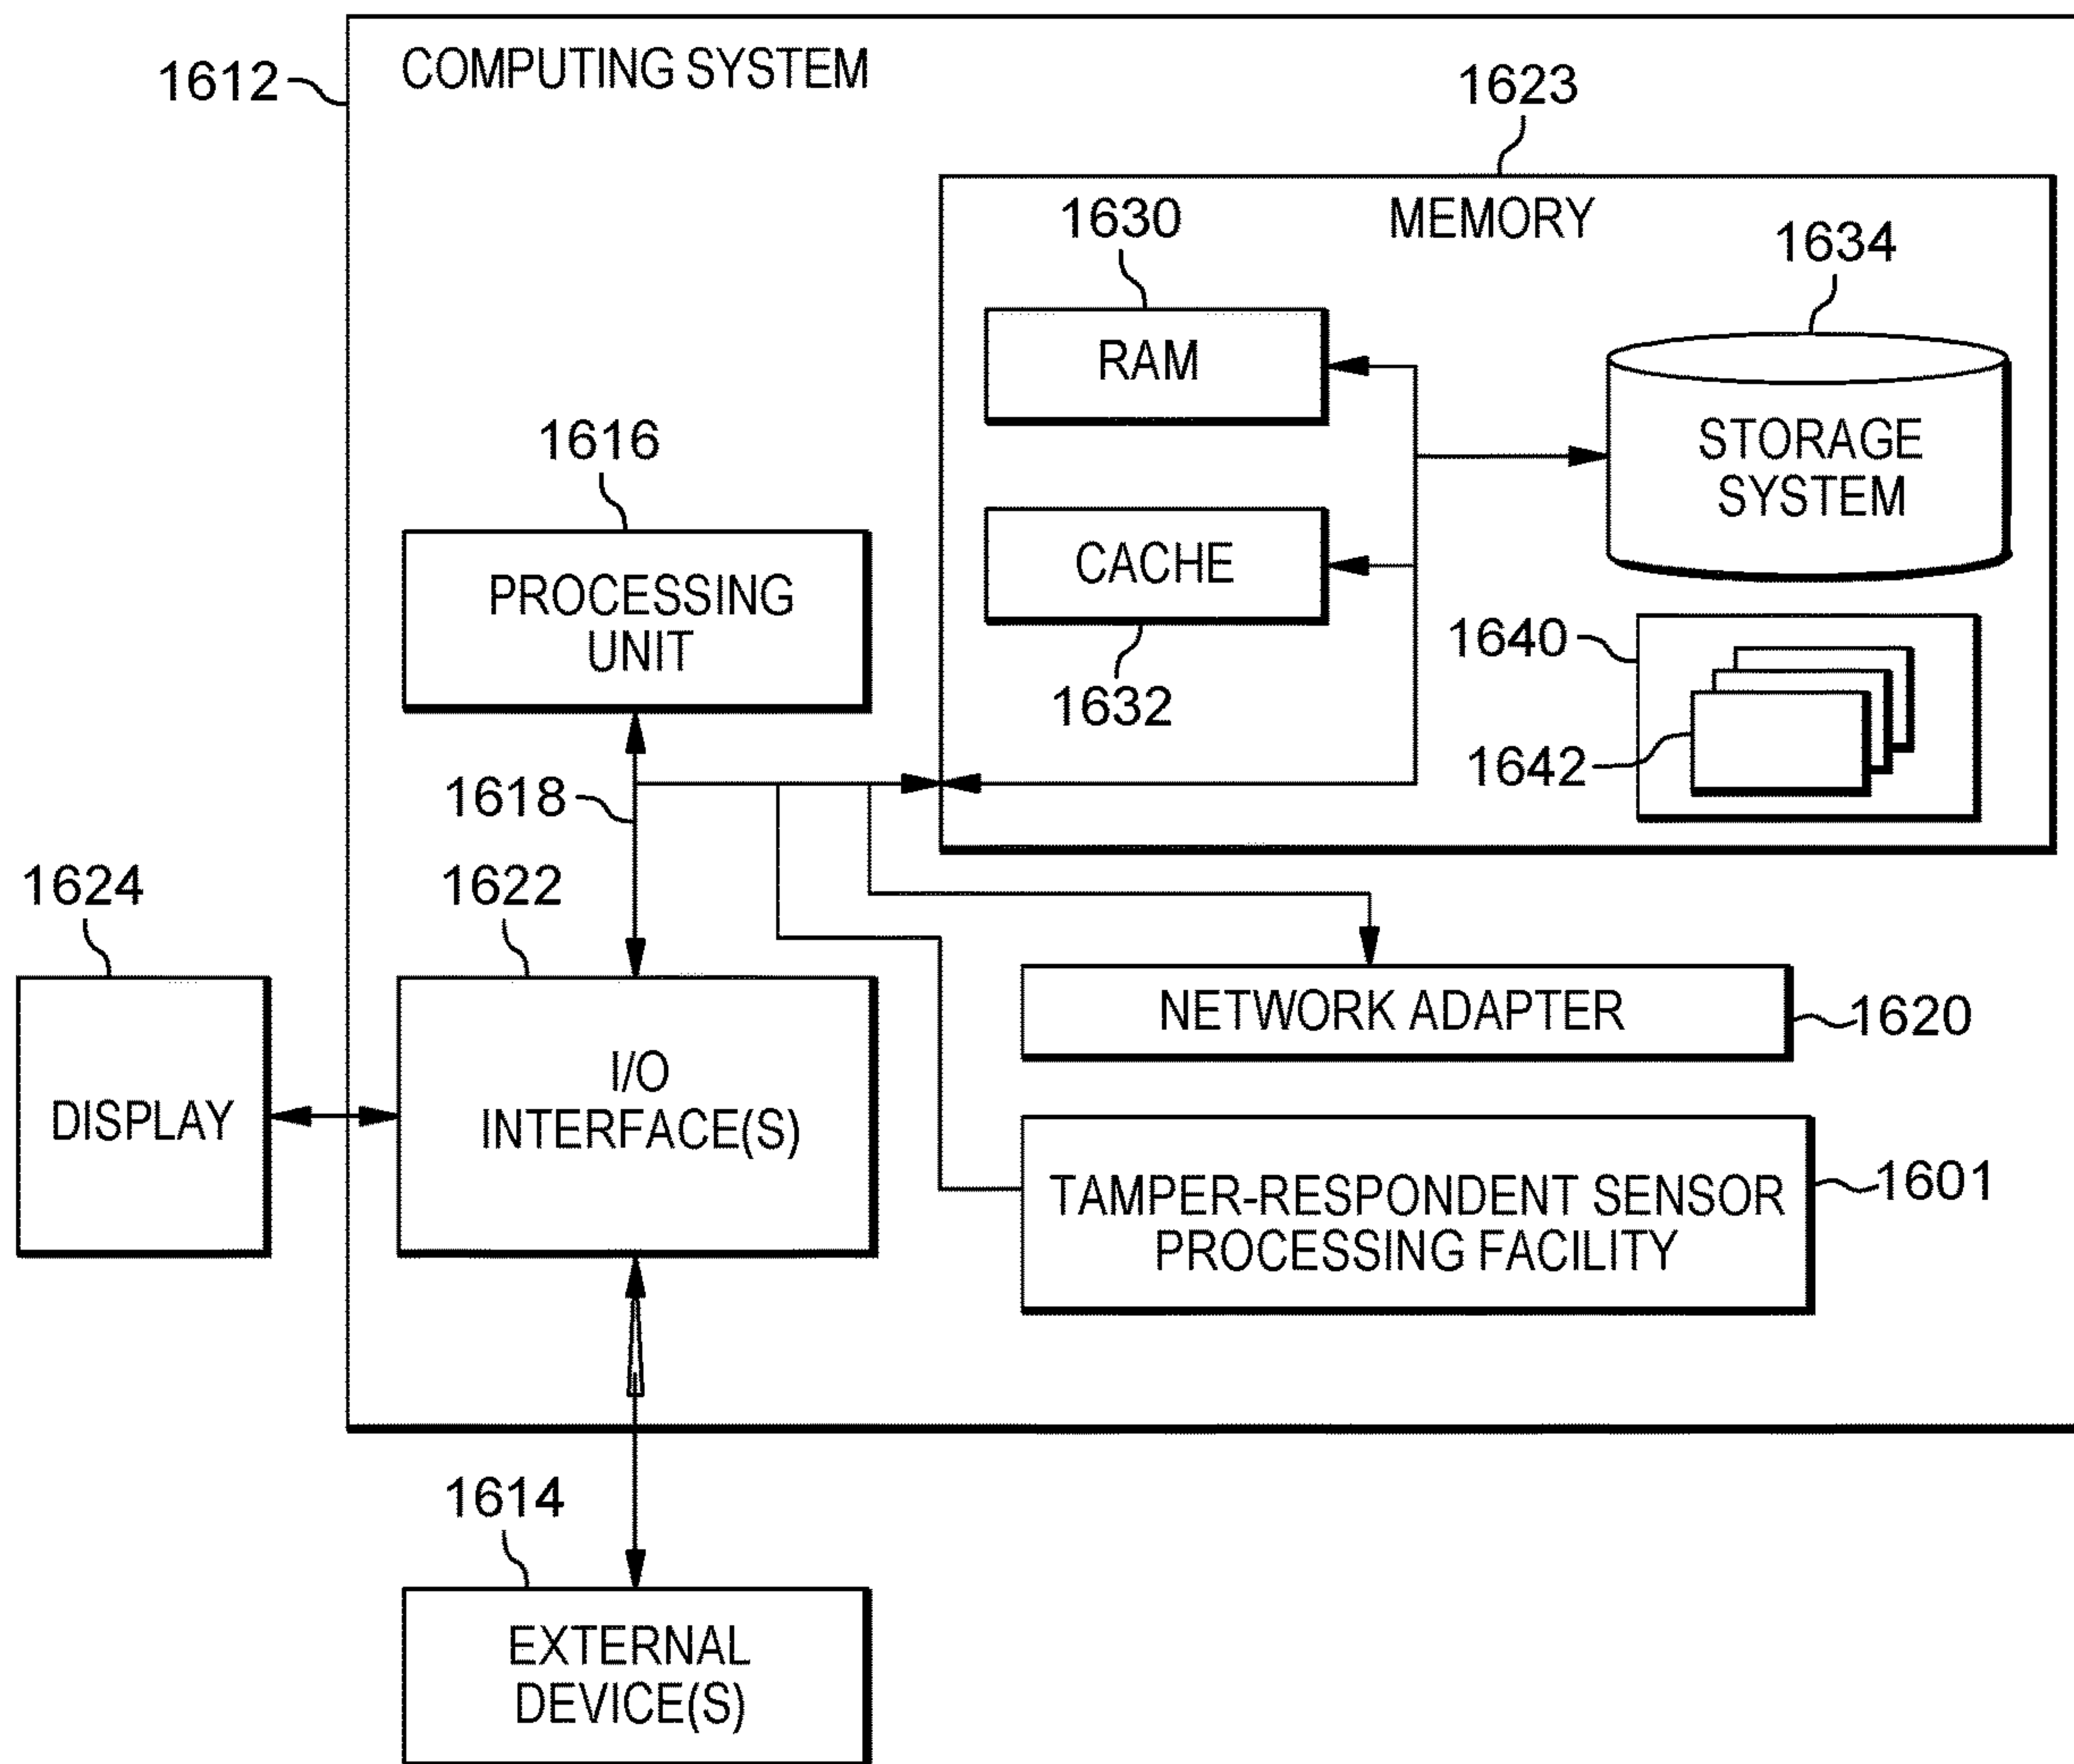 COMPUTING SYSTEM
1612
1623
MEMORY
1630
1634
RAM
STORAGE
SYSTEM
1616
CACHE
PROCESSING
UNIT
1632
1640
1642
1618
1624
1622
NETWORK ADAPTER
1620
I/O
INTERFACE(S)
DISPLAY
TAMPER-RESPONDENT SENSOR
PROCESSING FACILITY
1601
1614
EXTERNAL
DEVICE(S)